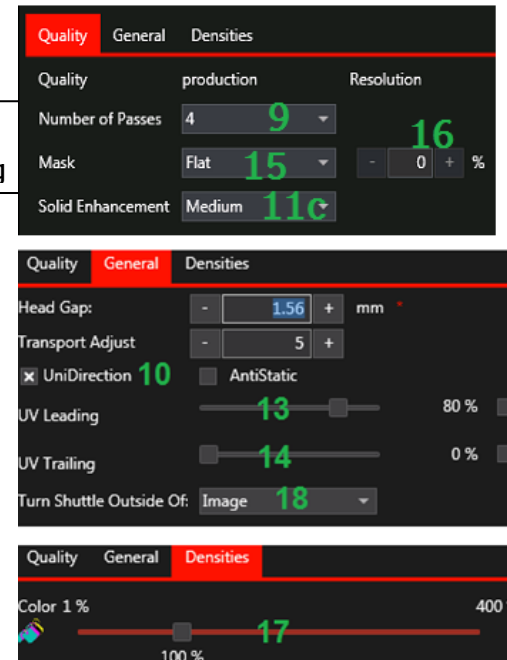 Quality General Densities
Quality production Resolution
Number of Passes 4 9
16
Mask Flat 15 - 0 + %
Solid Enhancement Medium 11c
Quality General Densities
Head Gap: - 1.56 + mm *
Transport Adjust - 5 +
x UniDirection 10 AntiStatic
UV Leading 13 80 %
UV Trailing 14 0 %
Turn Shuttle Outside Of: Image 18
Quality General Densities
Color 1 % 400
17
100 %